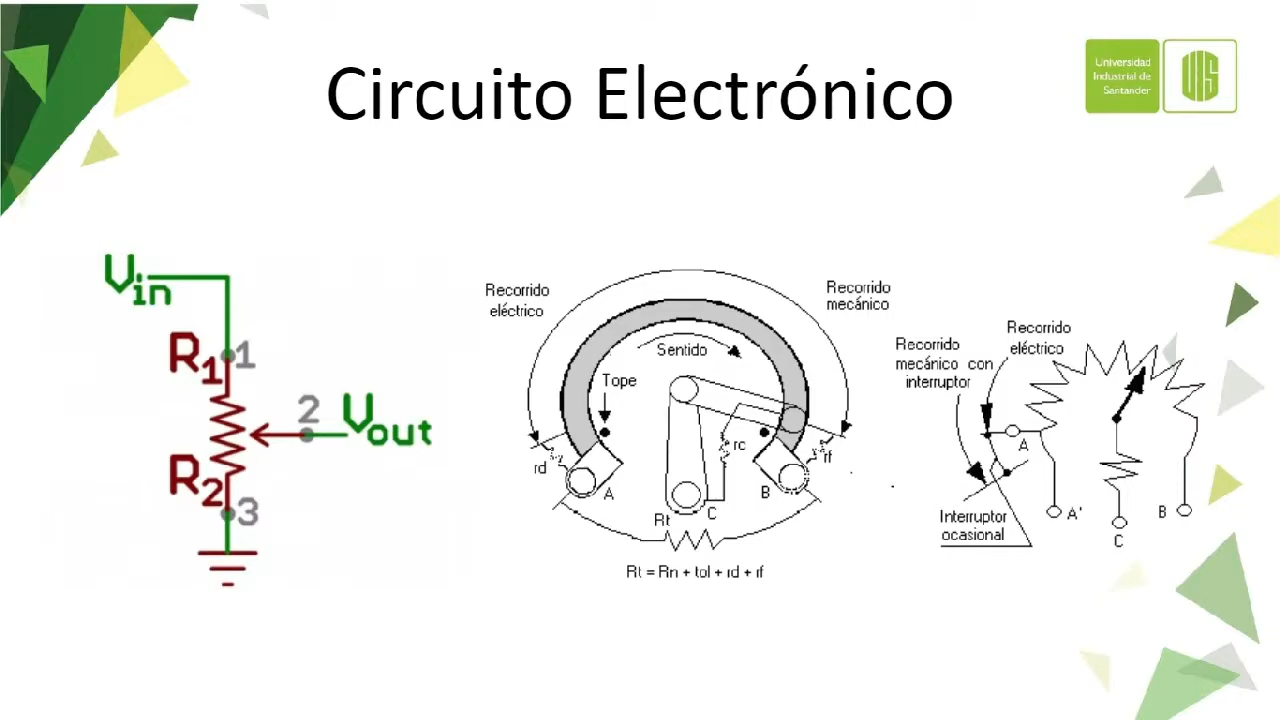 Circuito Electrónico
Universidad
Industrial de
Santander
UIS
Vin
R1
1
2
Vout
R2
3
Recorrido
eléctrico
Recorrido
mecánico
Sentido
Tope
rd
A
rc
rf
B
C
Rt
Rt = Rn + tol + rd + rf
Recorrido
mecánico con
interruptor
Recorrido
eléctrico
A
A'
B
C
Interruptor
ocasional